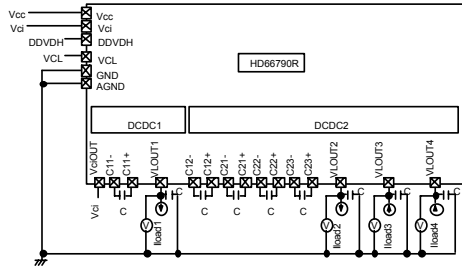 Vcc Vcc
Vci Vci
DDVDH DDVDH
VCL VCL
GND
AGND
HD66790R
DCDC1 DCDC2
VciOUT C11- C11+ VLOUT1 C12- C12+ C21- C21+ C22- C22+ C23- C23+ VLOUT2 VLOUT3 VLOUT4
C C C C
Vci C C C C C
V V V V
Iload1 Iload2 Iload3 Iload4